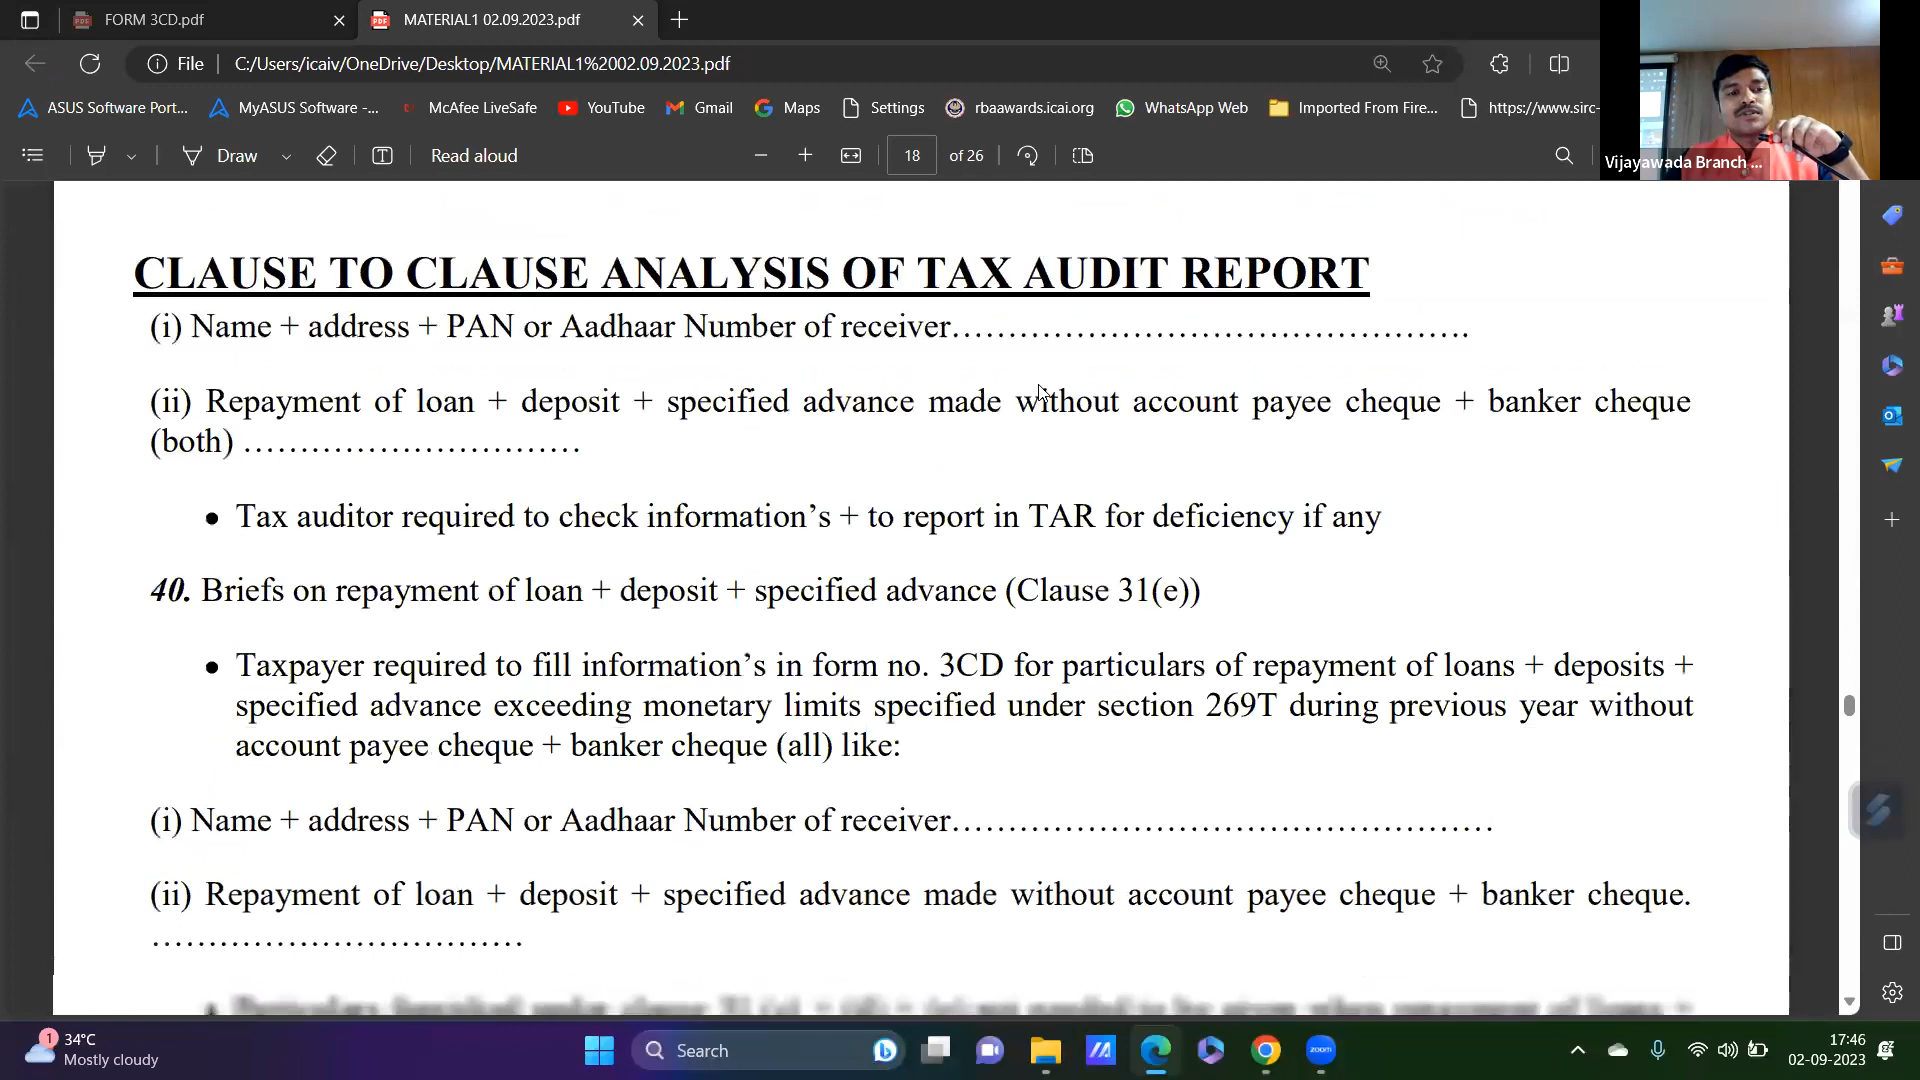 FORM 3CD.pdf
MATERIAL1 02.09.2023.pdf
File
C:/Users/icaiv/OneDrive/Desktop/MATERIAL1%2002.09.2023.pdf
ASUS Software Port...
MyASUS Software -...
McAfee LiveSafe
YouTube
Gmail
Maps
Settings
rbaawards.icai.org
WhatsApp Web
Imported From Fire...
https://www.sirc-
Draw
Read aloud
18
of 26
Vijayawada Branch ...
CLAUSE TO CLAUSE ANALYSIS OF TAX AUDIT REPORT
(i) Name + address + PAN or Aadhaar Number of receiver……………………………………………….
(ii) Repayment of loan + deposit + specified advance made without account payee cheque + banker cheque
(both) …………………………
• Tax auditor required to check information’s + to report in TAR for deficiency if any
40. Briefs on repayment of loan + deposit + specified advance (Clause 31(e))
• Taxpayer required to fill information’s in form no. 3CD for particulars of repayment of loans + deposits +
specified advance exceeding monetary limits specified under section 269T during previous year without
account payee cheque + banker cheque (all) like:
(i) Name + address + PAN or Aadhaar Number of receiver…………………………………………………
(ii) Repayment of loan + deposit + specified advance made without account payee cheque + banker cheque.
……………………………
1
34°C
Mostly cloudy
Search
zoom
17:46
02-09-2023